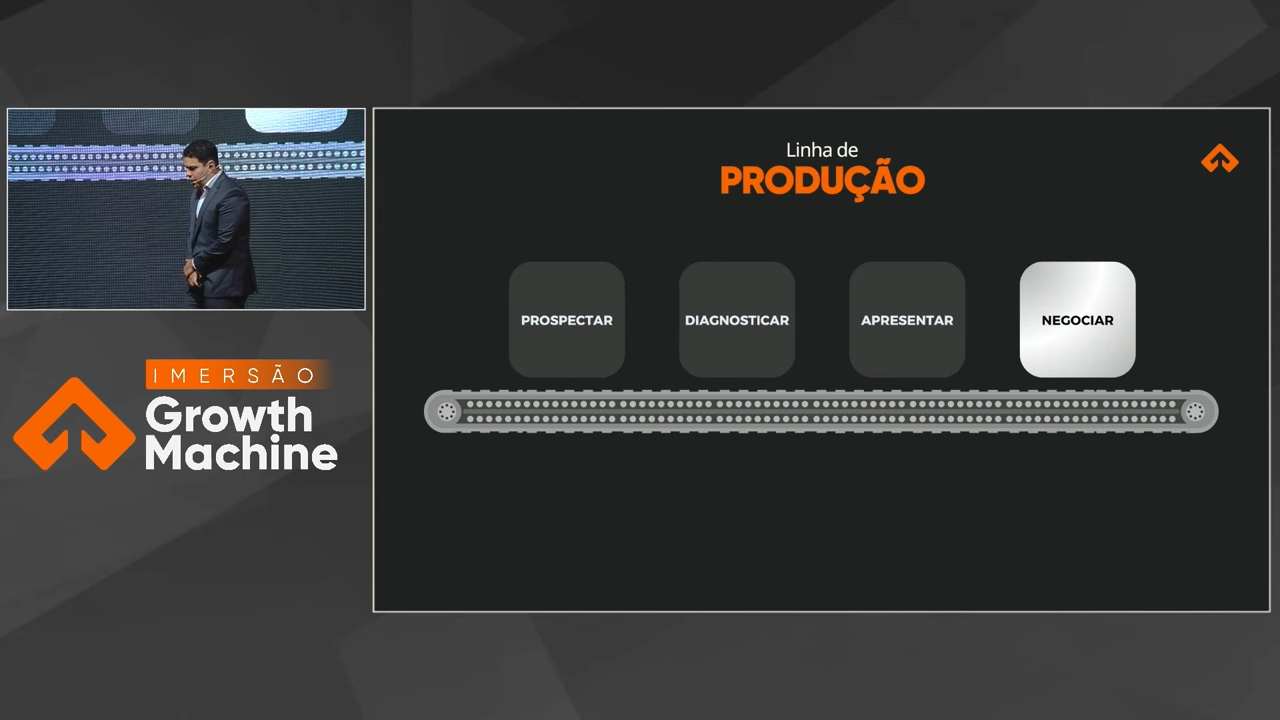 IMERSÃO
Growth
Machine
Linha de
PRODUÇÃO
PROSPECTAR
DIAGNOSTICAR
APRESENTAR
NEGOCIAR